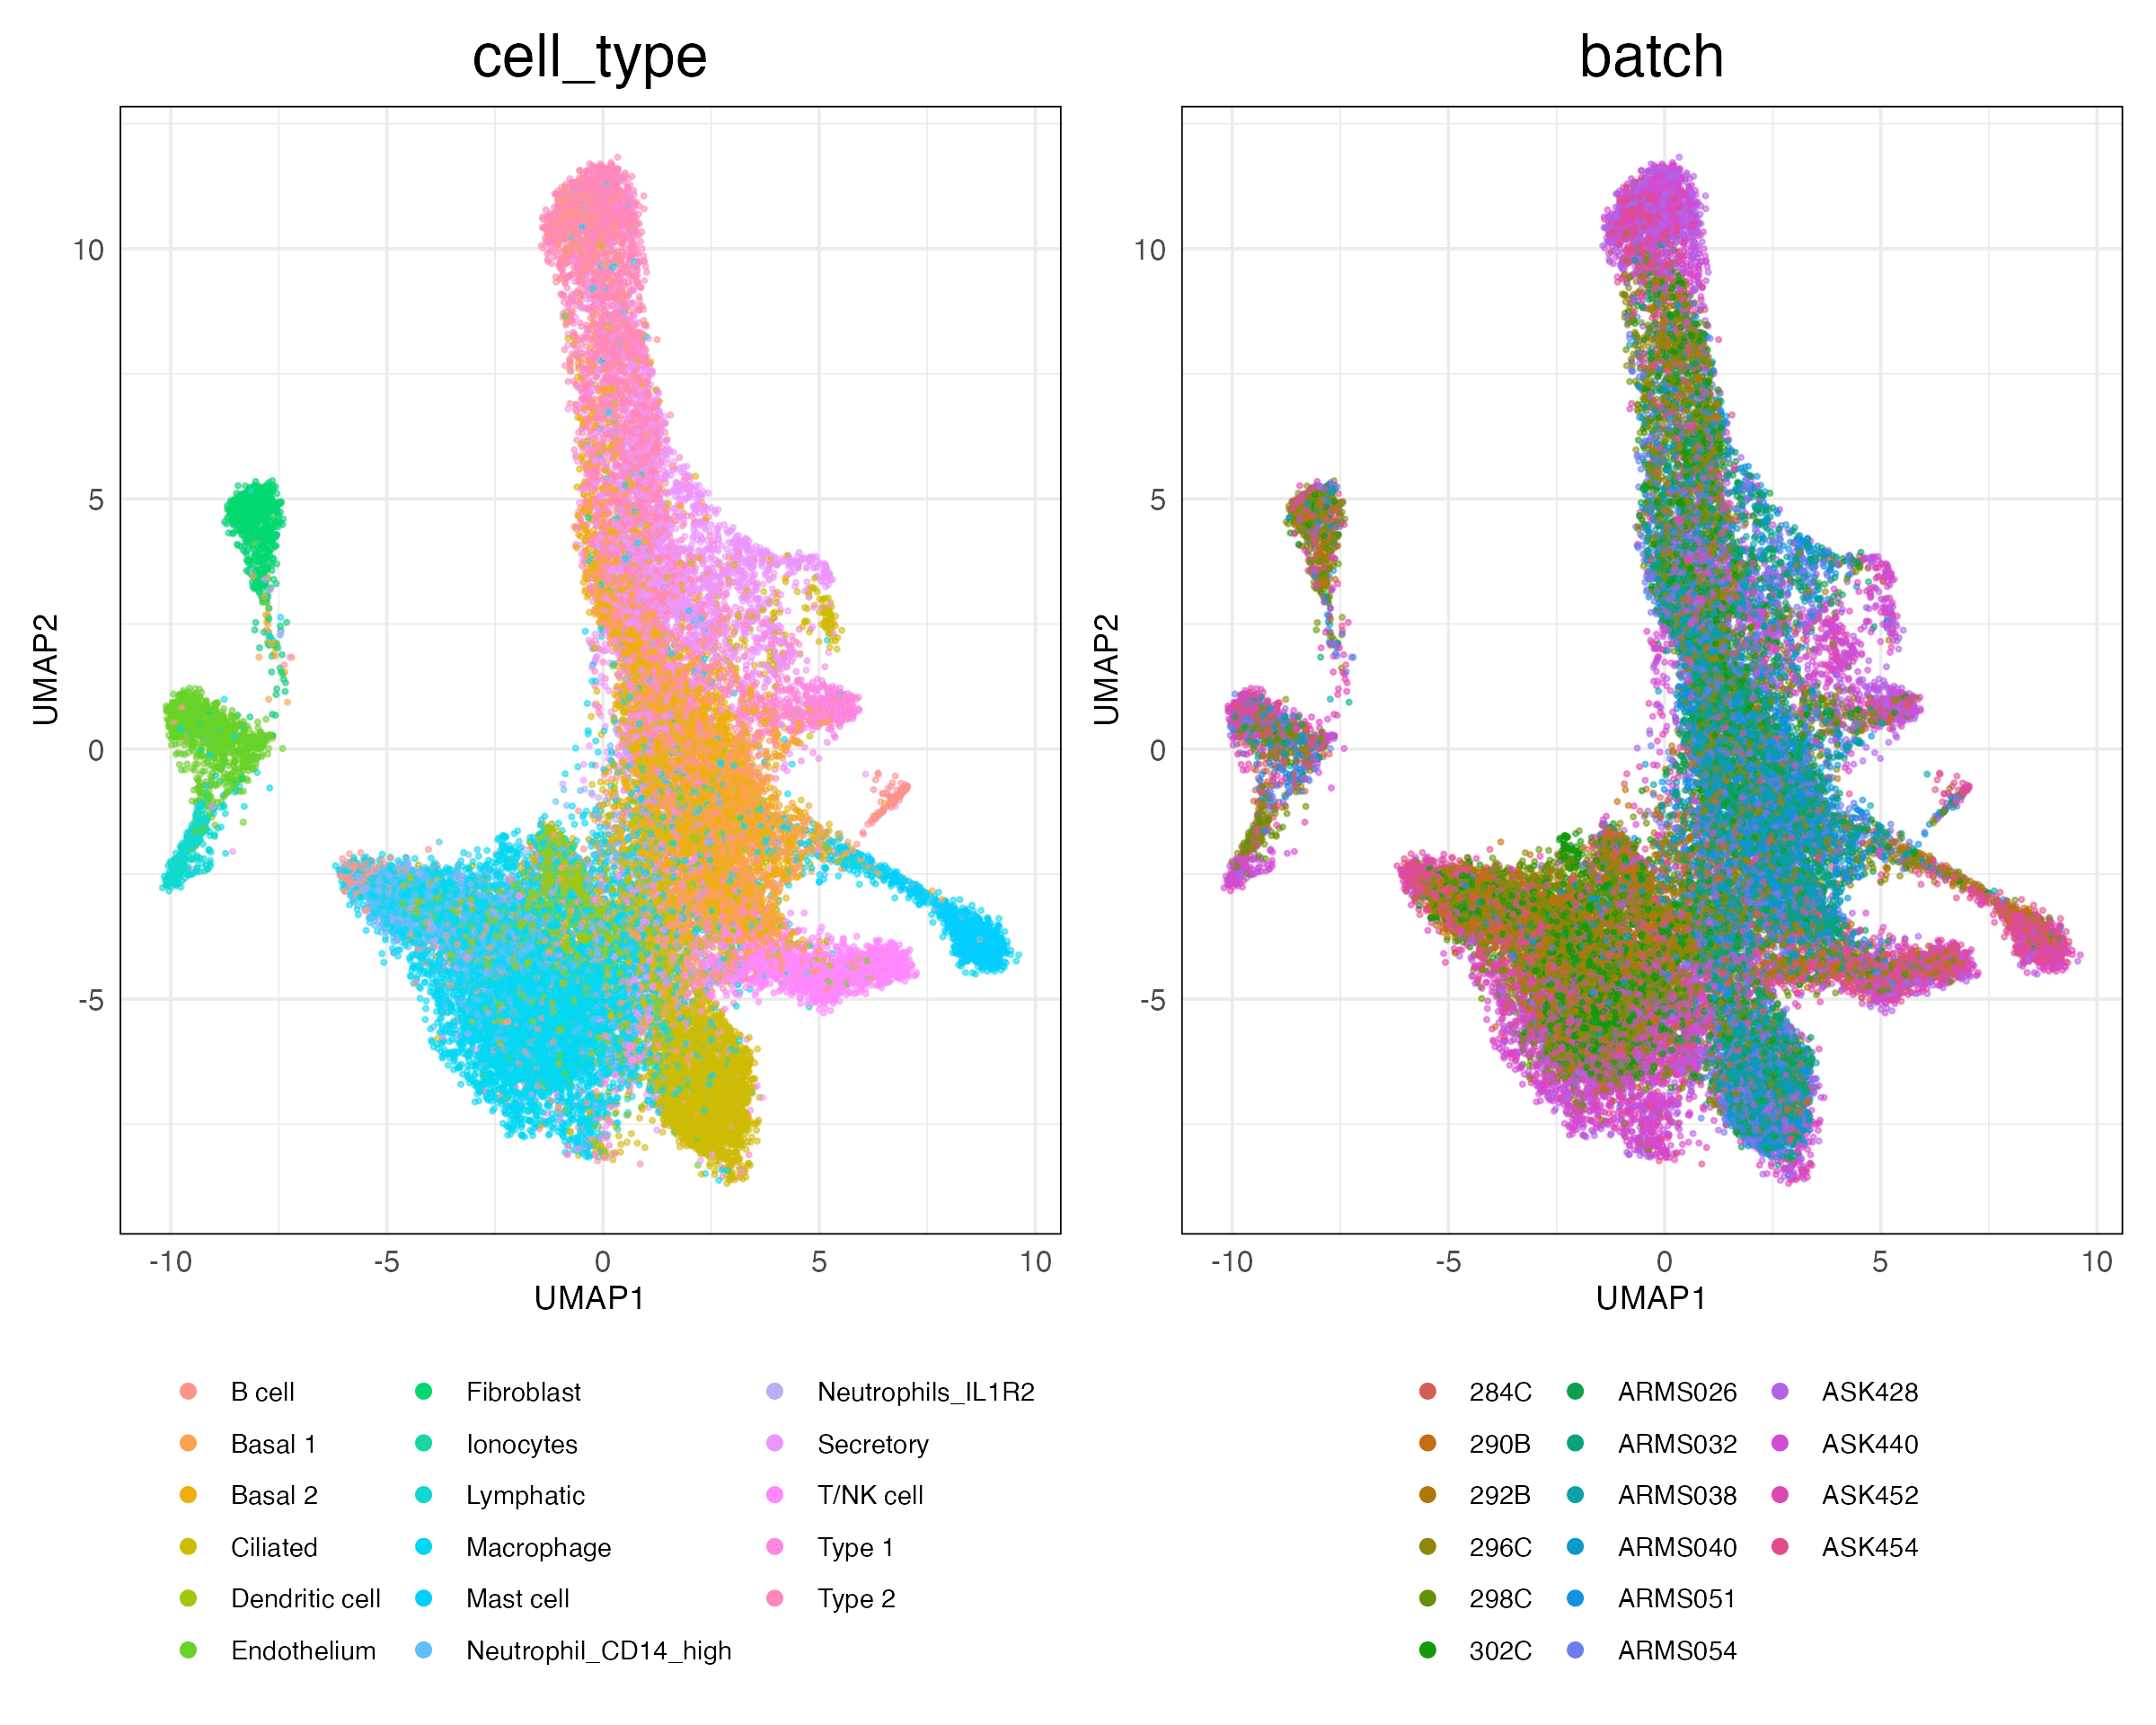 cell_type
batch
10
5
0
-5
-10
-5
0
5
10
UMAP1
UMAP2
10
5
0
-5
-10
-5
0
5
10
UMAP1
UMAP2
B cell
Basal 1
Basal 2
Ciliated
Dendritic cell
Endothelium
Fibroblast
Ionocytes
Lymphatic
Macrophage
Mast cell
Neutrophil_CD14_high
Neutrophils_IL1R2
Secretory
T/NK cell
Type 1
Type 2
284C
290B
292B
296C
298C
302C
ARMS026
ARMS032
ARMS038
ARMS040
ARMS051
ARMS054
ASK428
ASK440
ASK452
ASK454